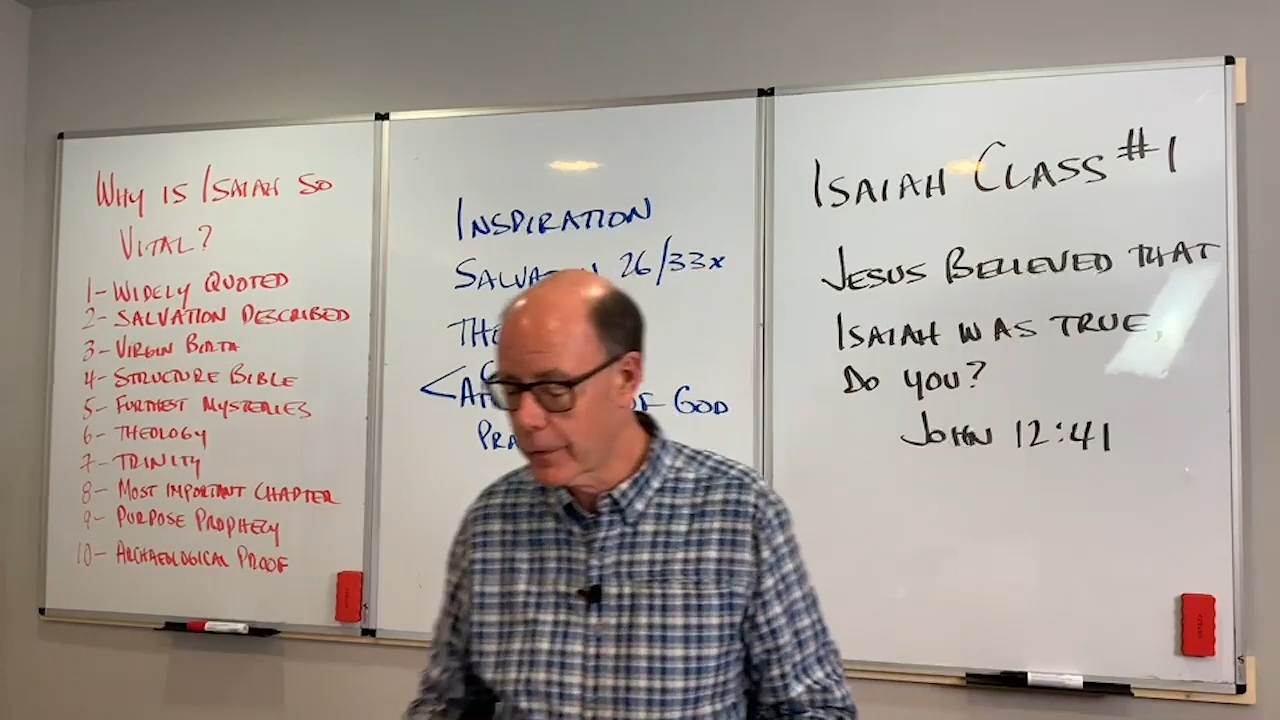 WHY IS ISAIAH SO
VITAL?
1- WIDELY QUOTED
2- SALVATION DESCRIBED
3- VIRGIN BIRTH
4- STRUCTURE BIBLE
5- FURTHEST MYSTERIES
6- THEOLOGY
7- TRINITY
8- MOST IMPORTANT CHAPTER
9- PURPOSE PROPHECY
10- ARCHAEOLOGICAL PROOF
INSPIRATION
26/33x
OF GOD
ISAIAH CLASS #1
JESUS BELIEVED THAT
ISAIAH WAS TRUE,
DO YOU?
JOHN 12:41